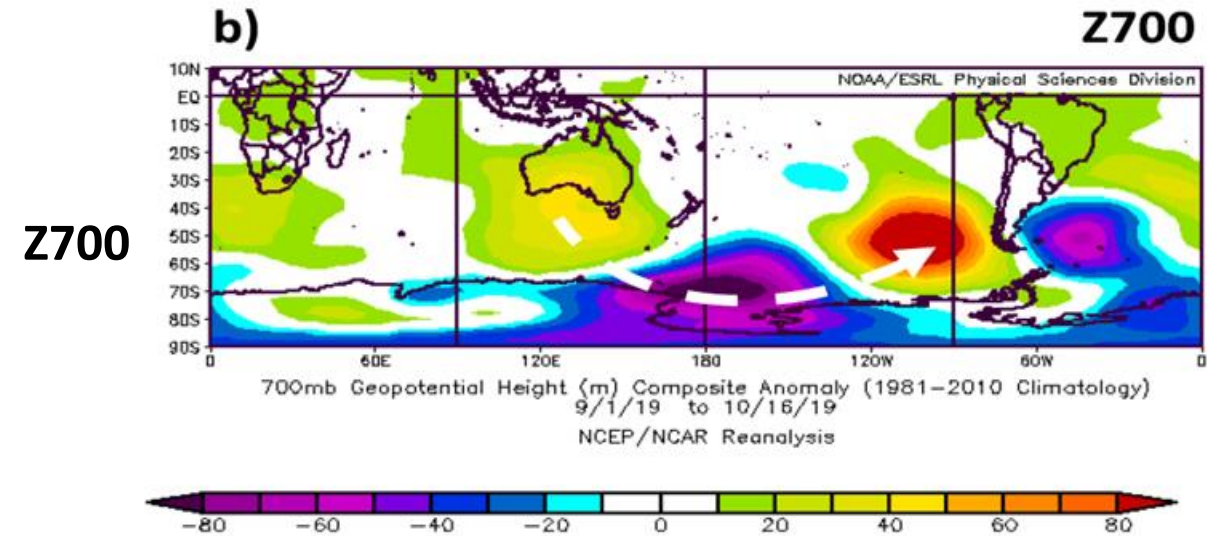 b) Z700
Z700
NOAA/ESRL Physical Sciences Division
10N
EQ
10S
20S
30S
40S
50S
60S
70S
80S
90S
0 60E 120E 180 120W 60W 0
700mb Geopotential Height (m) Composite Anomaly (1981-2010 Climatology)
9/1/19 to 10/16/19
NCEP/NCAR Reanalysis
-80 -60 -40 -20 0 20 40 60 80